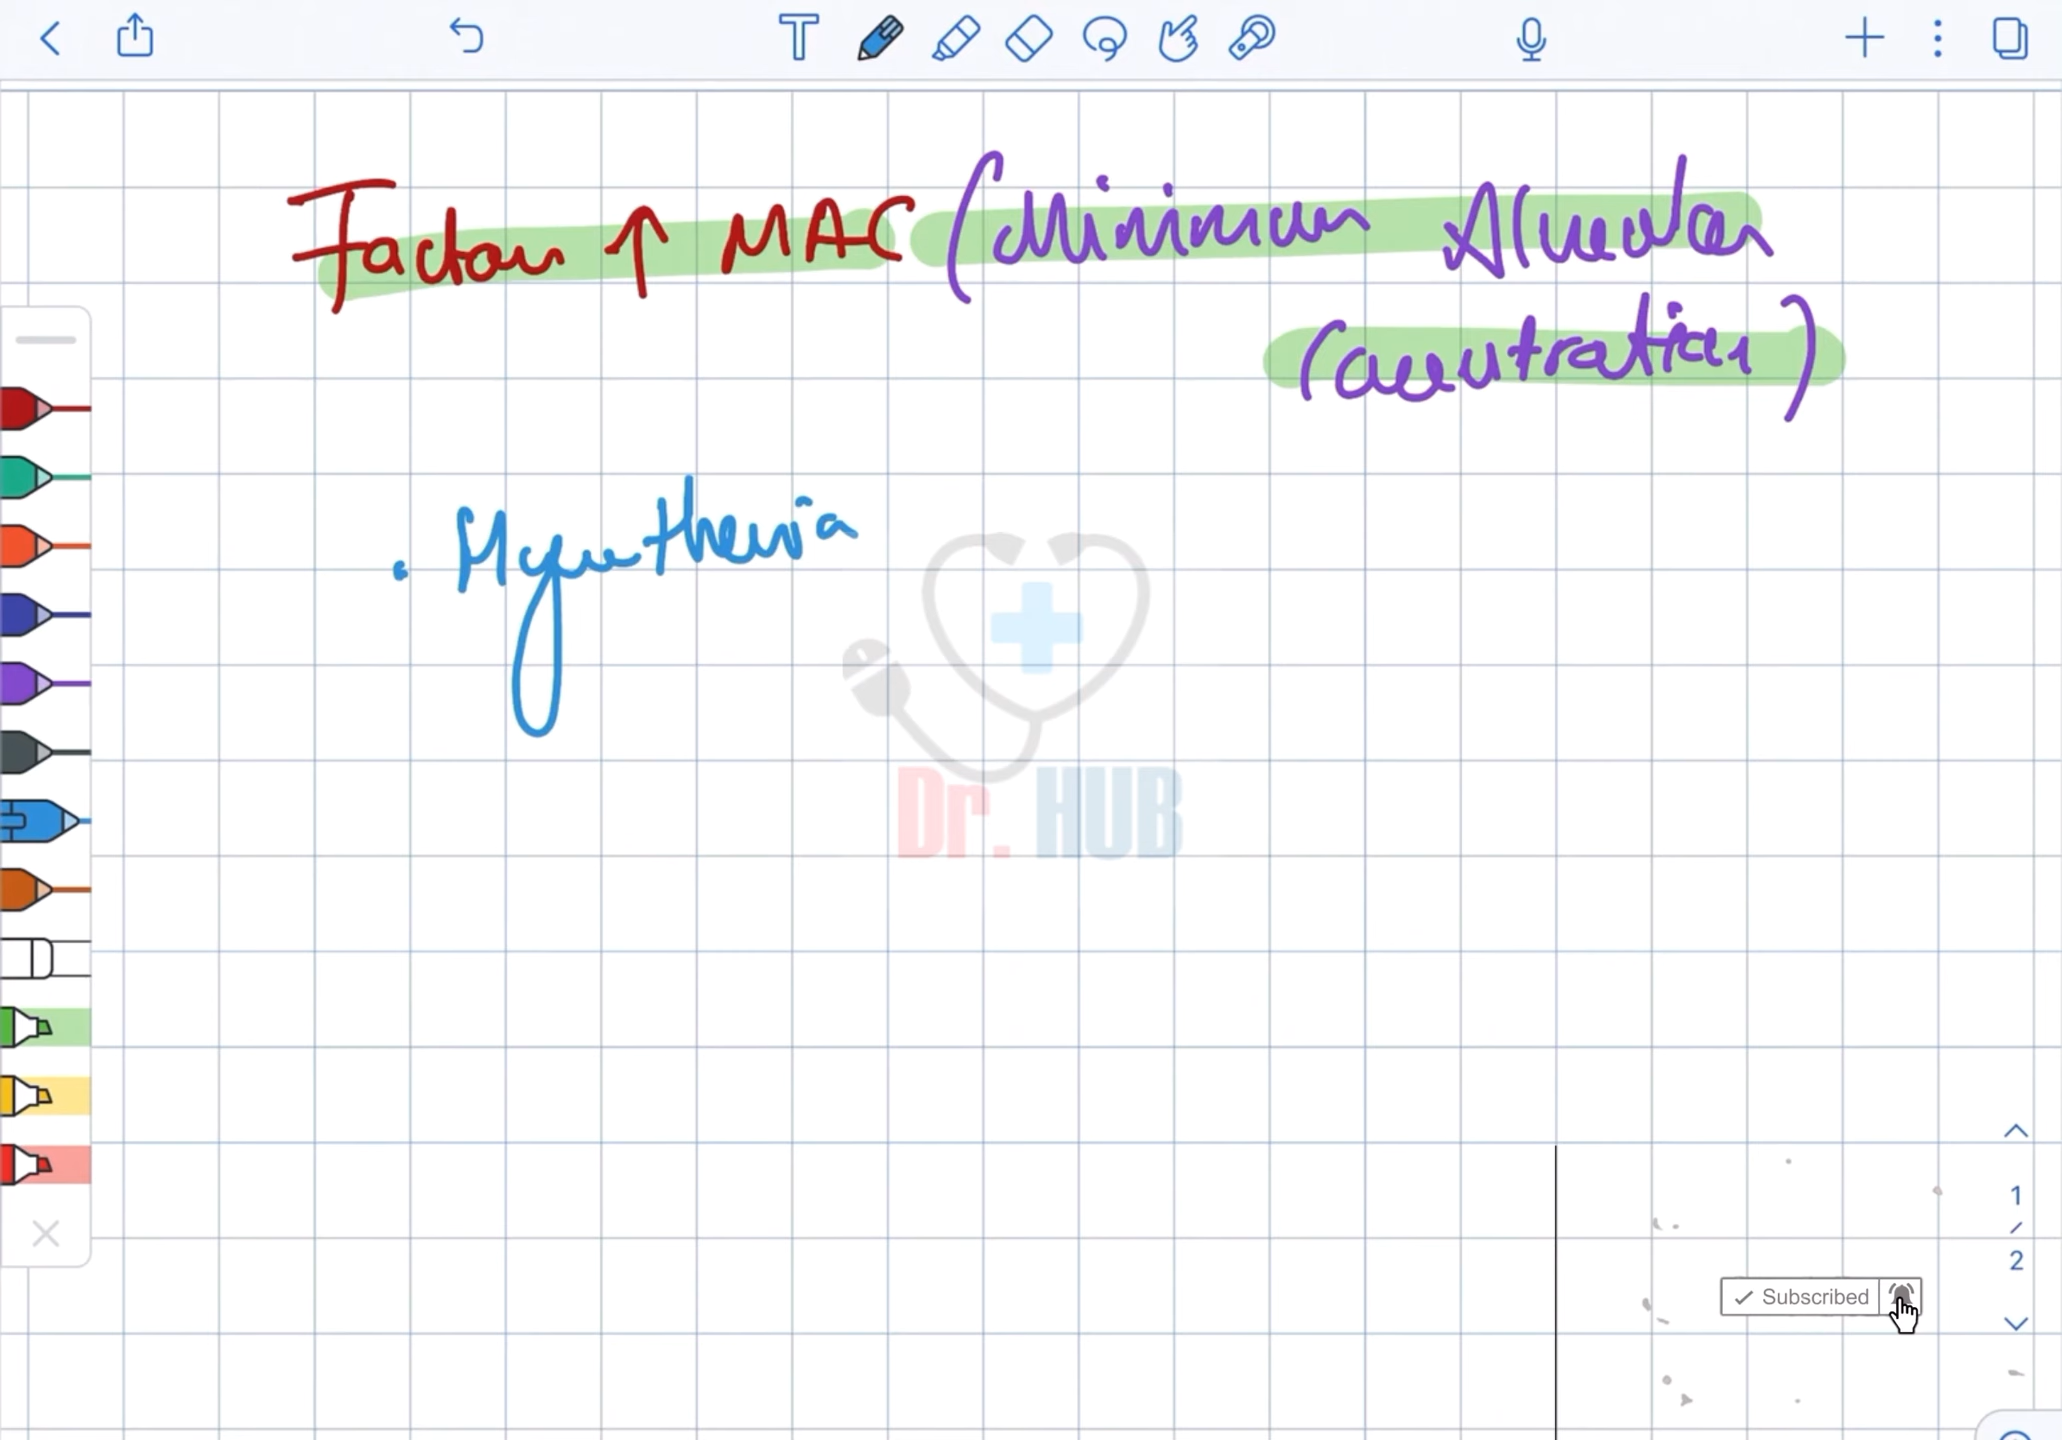 Factors ↑ MAC (Minimum Alveolar
Concentration)
. Hyperthermia
Dr. HUB
1
/
2
Subscribed